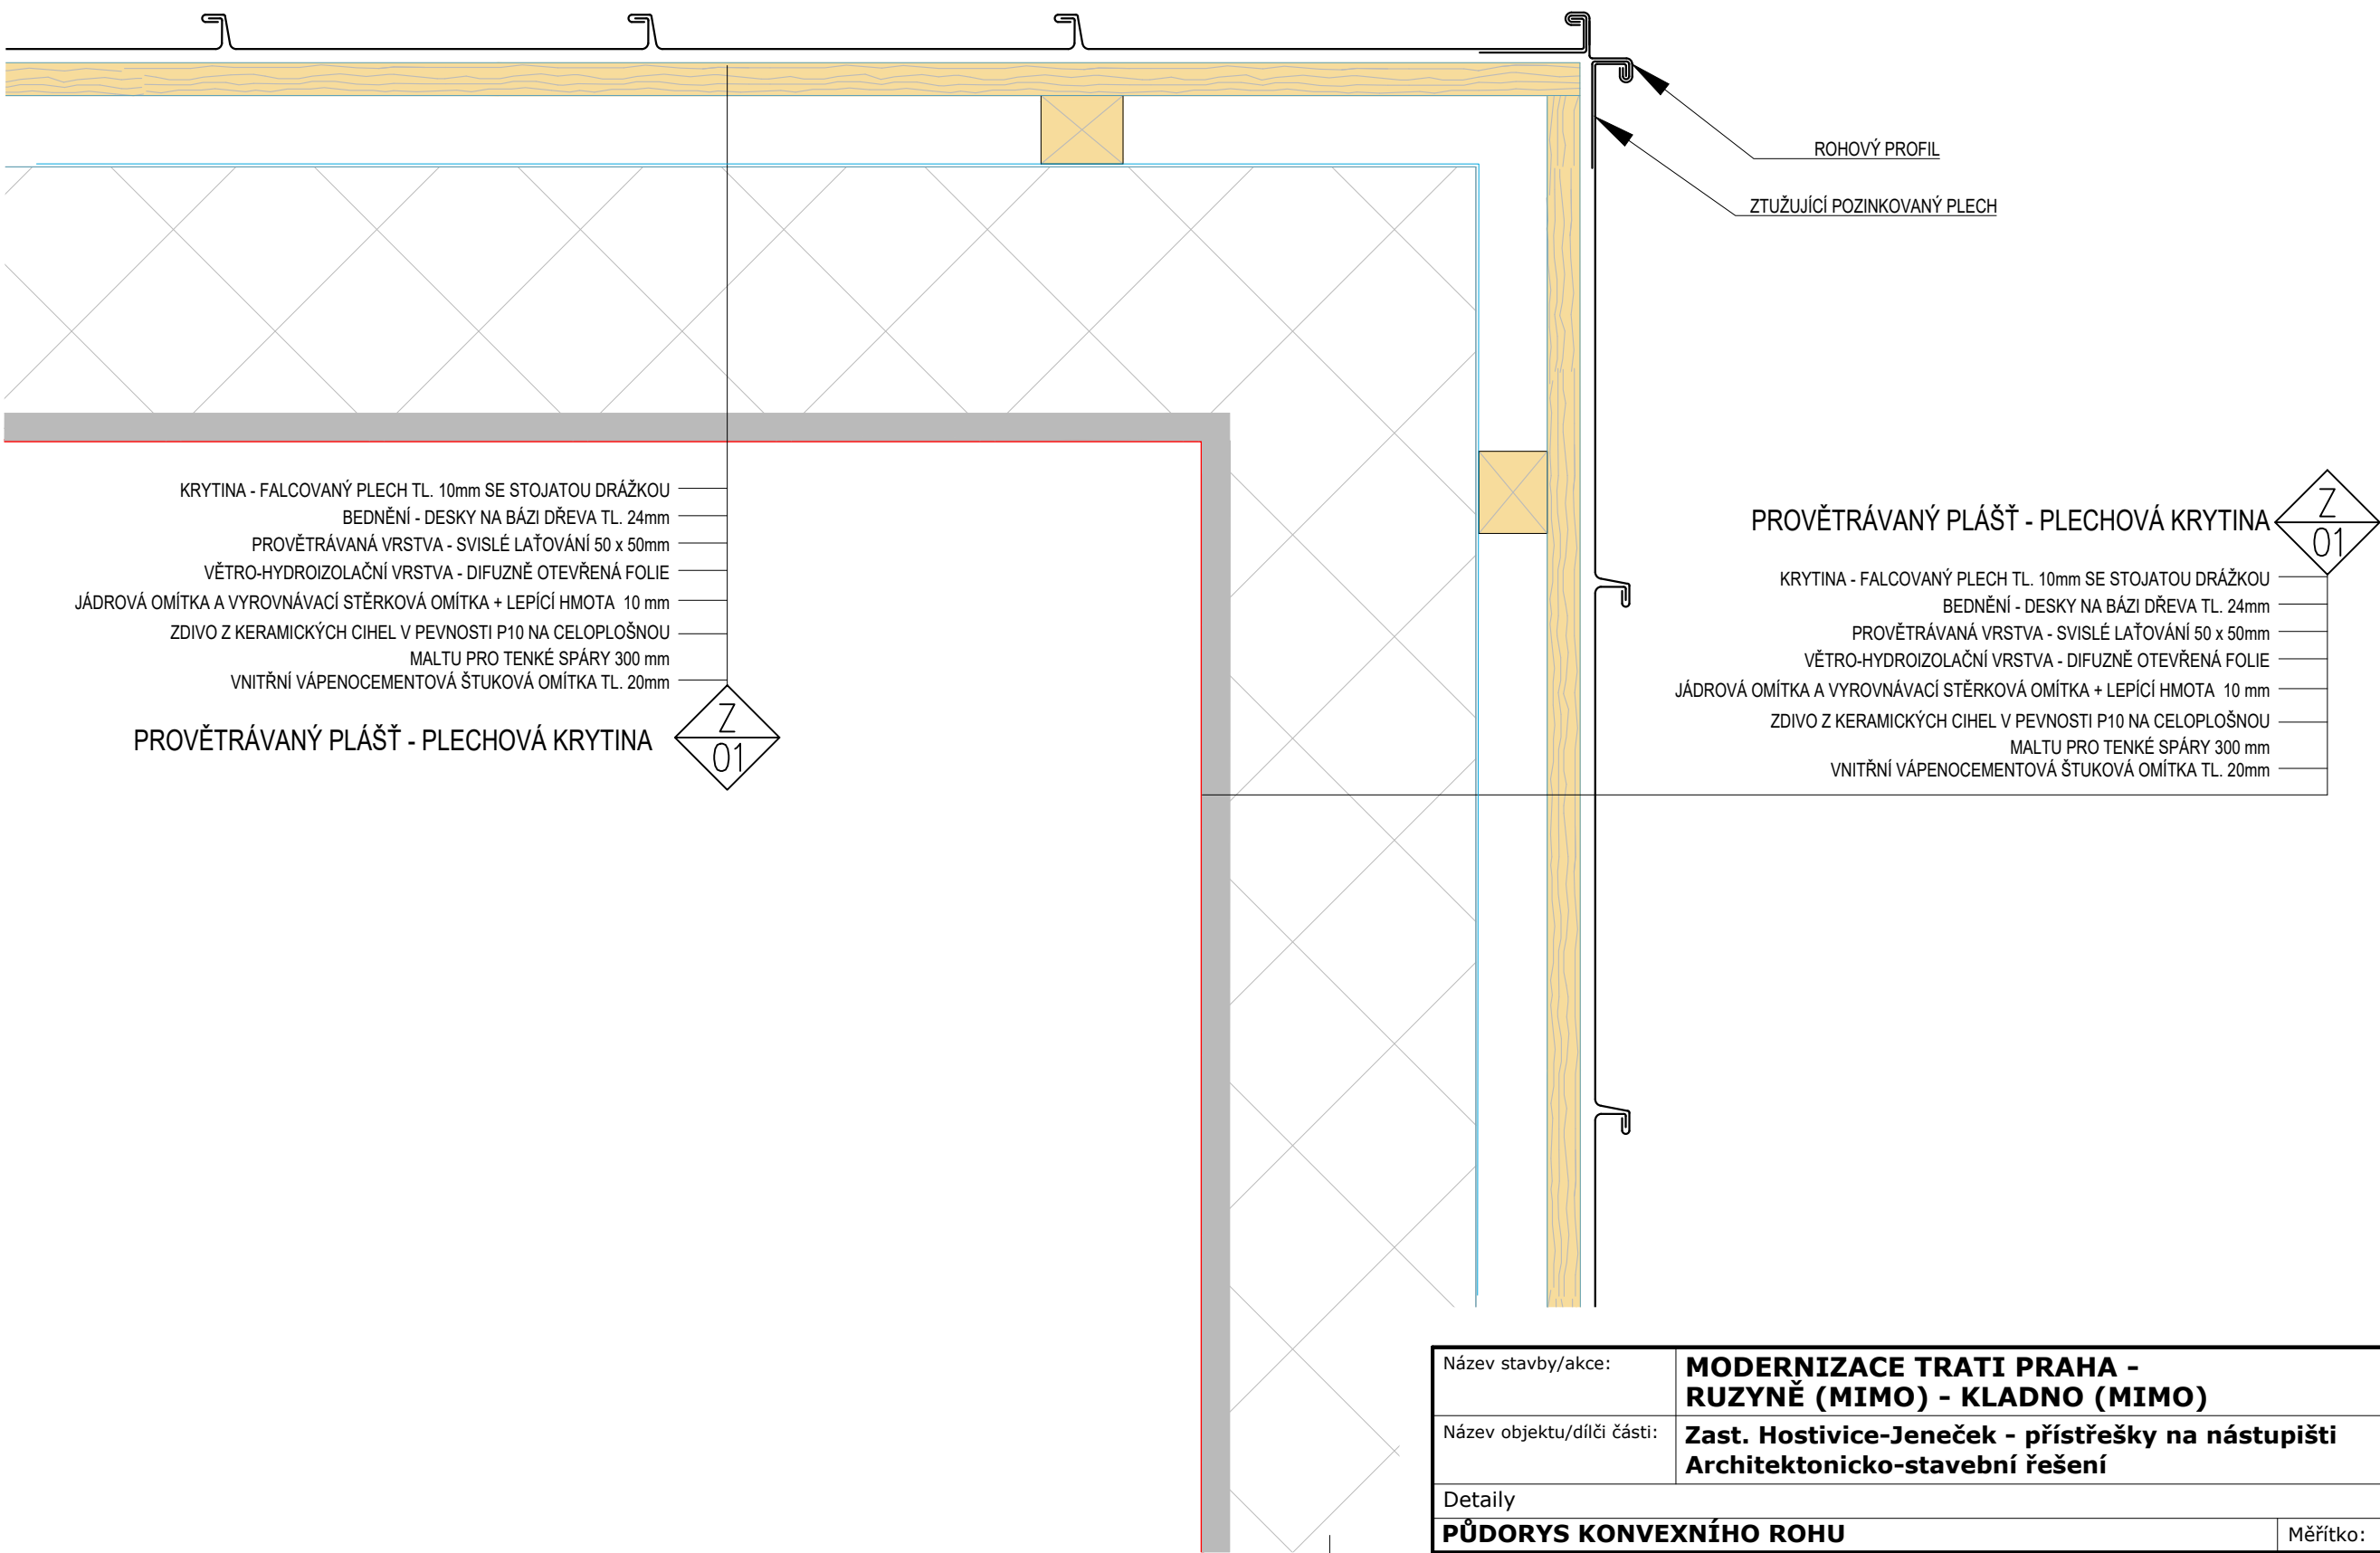 ROHOVÝ PROFIL
ZTUŽUJÍCÍ POZINKOVANÝ PLECH
KRYTINA - FALCOVANÝ PLECH TL. 10mm SE STOJATOU DRÁŽKOU
BEDNĚNÍ - DESKY NA BÁZI DŘEVA TL. 24mm
PROVĚTRÁVANÁ VRSTVA - SVISLÉ LAŤOVÁNÍ 50 x 50mm
VĚTRO-HYDROIZOLAČNÍ VRSTVA - DIFUZNĚ OTEVŘENÁ FOLIE
JÁDROVÁ OMÍTKA A VYROVNÁVACÍ STĚRKOVÁ OMÍTKA + LEPÍCÍ HMOTA  10 mm
ZDIVO Z KERAMICKÝCH CIHEL V PEVNOSTI P10 NA CELOPLOŠNOU
MALTU PRO TENKÉ SPÁRY 300 mm
VNITŘNÍ VÁPENOCEMENTOVÁ ŠTUKOVÁ OMÍTKA TL. 20mm
PROVĚTRÁVANÝ PLÁŠŤ - PLECHOVÁ KRYTINA
Z
01
PROVĚTRÁVANÝ PLÁŠŤ - PLECHOVÁ KRYTINA
Z
01
KRYTINA - FALCOVANÝ PLECH TL. 10mm SE STOJATOU DRÁŽKOU
BEDNĚNÍ - DESKY NA BÁZI DŘEVA TL. 24mm
PROVĚTRÁVANÁ VRSTVA - SVISLÉ LAŤOVÁNÍ 50 x 50mm
VĚTRO-HYDROIZOLAČNÍ VRSTVA - DIFUZNĚ OTEVŘENÁ FOLIE
JÁDROVÁ OMÍTKA A VYROVNÁVACÍ STĚRKOVÁ OMÍTKA + LEPÍCÍ HMOTA  10 mm
ZDIVO Z KERAMICKÝCH CIHEL V PEVNOSTI P10 NA CELOPLOŠNOU
MALTU PRO TENKÉ SPÁRY 300 mm
VNITŘNÍ VÁPENOCEMENTOVÁ ŠTUKOVÁ OMÍTKA TL. 20mm
Název stavby/akce:
MODERNIZACE TRATI PRAHA -
RUZYNĚ (MIMO) - KLADNO (MIMO)
Název objektu/dílči části:
Zast. Hostivice-Jeneček - přístřešky na nástupišti
Architektonicko-stavební řešení
Detaily
PŮDORYS KONVEXNÍHO ROHU
Měřítko: